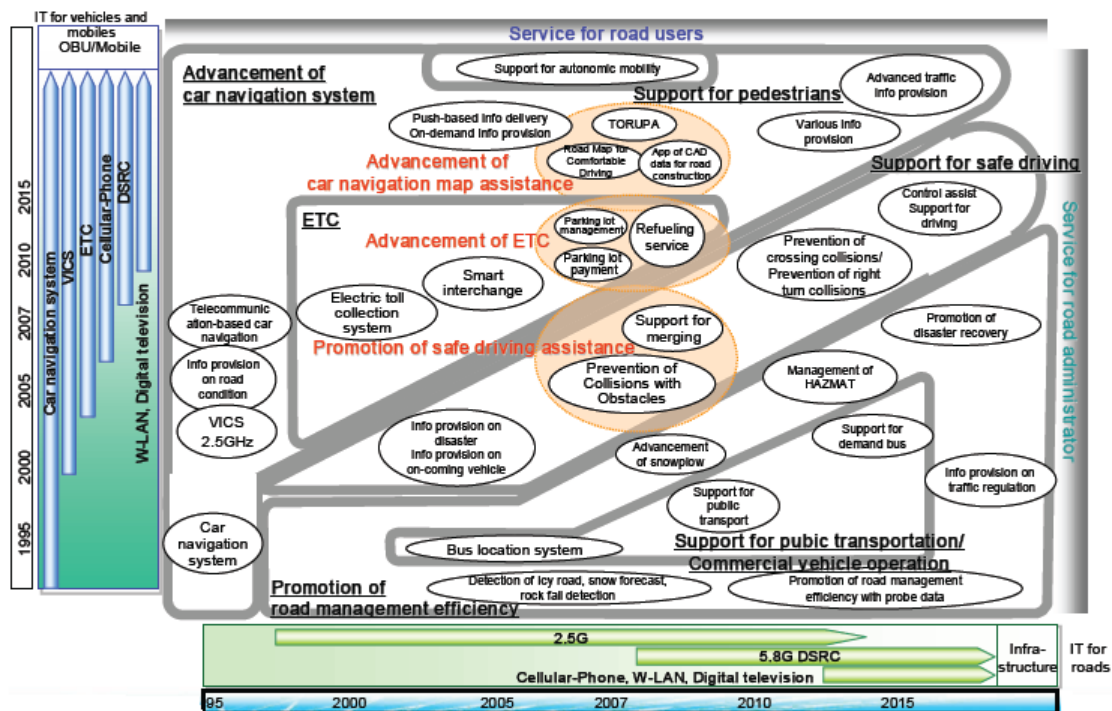 IT for vehicles and
mobiles
OBU/Mobile
Service for road users
Advancement of
car navigation system
Support for autonomic mobility
Support for pedestrians
Advanced traffic
Info provision
Push-based info delivery
On-demand Info provision
TORUPA
Various Info
provision
Road Map for
Comfortable
Driving
App of CAD
data for road
construction
Advancement of
car navigation map assistance
Support for safe driving
Control assist
Support for
driving
ETC
Advancement of ETC
Parking lot
management
Refueling
service
Parking lot
payment
Prevention of
crossing collisions/
Prevention of right
turn collisions
Smart
interchange
Electric toll
collection
system
Telecommunic
ation-based car
navigation
Promotion of safe driving assistance
Support for
merging
Promotion of
disaster recovery
Info provision
on road
condition
Prevention of
Collisions with
Obstacles
Management of
HAZMAT
VICS
2.5GHz
Info provision on
disaster
Info provision on
on-coming vehicle
Advancement
of snowplow
Support for
demand bus
Info provision on
traffic regulation
Support for
public
transport
Car
navigation
system
Bus location system
Support for pubic transportation/
Commercial vehicle operation
Promotion of
road management
efficiency
Detection of Icy road, snow forecast,
rock fall detection
Promotion of road management
efficiency with probe data
Service for road administrator
2015
2010
2007
2005
2000
1995
Car navigation system
VICS
ETC
Cellular-Phone
DSRC
W-LAN, Digital television
2.5G
5.8G DSRC
Cellular-Phone, W-LAN, Digital television
Infra-
structure
IT for
roads
95
2000
2005
2007
2010
2015